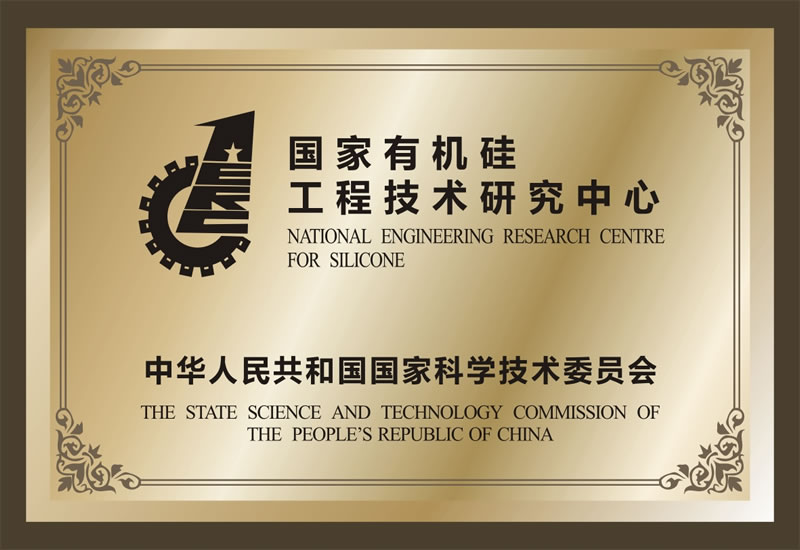 国家有机硅
工程技术研究中心
NATIONAL ENGINEERING RESEARCH CENTRE
FOR SILICONE
中华人民共和国国家科学技术委员会
THE STATE SCIENCE AND TECHNOLOGY COMMISSION OF
THE PEOPLE'S REPUBLIC OF CHINA